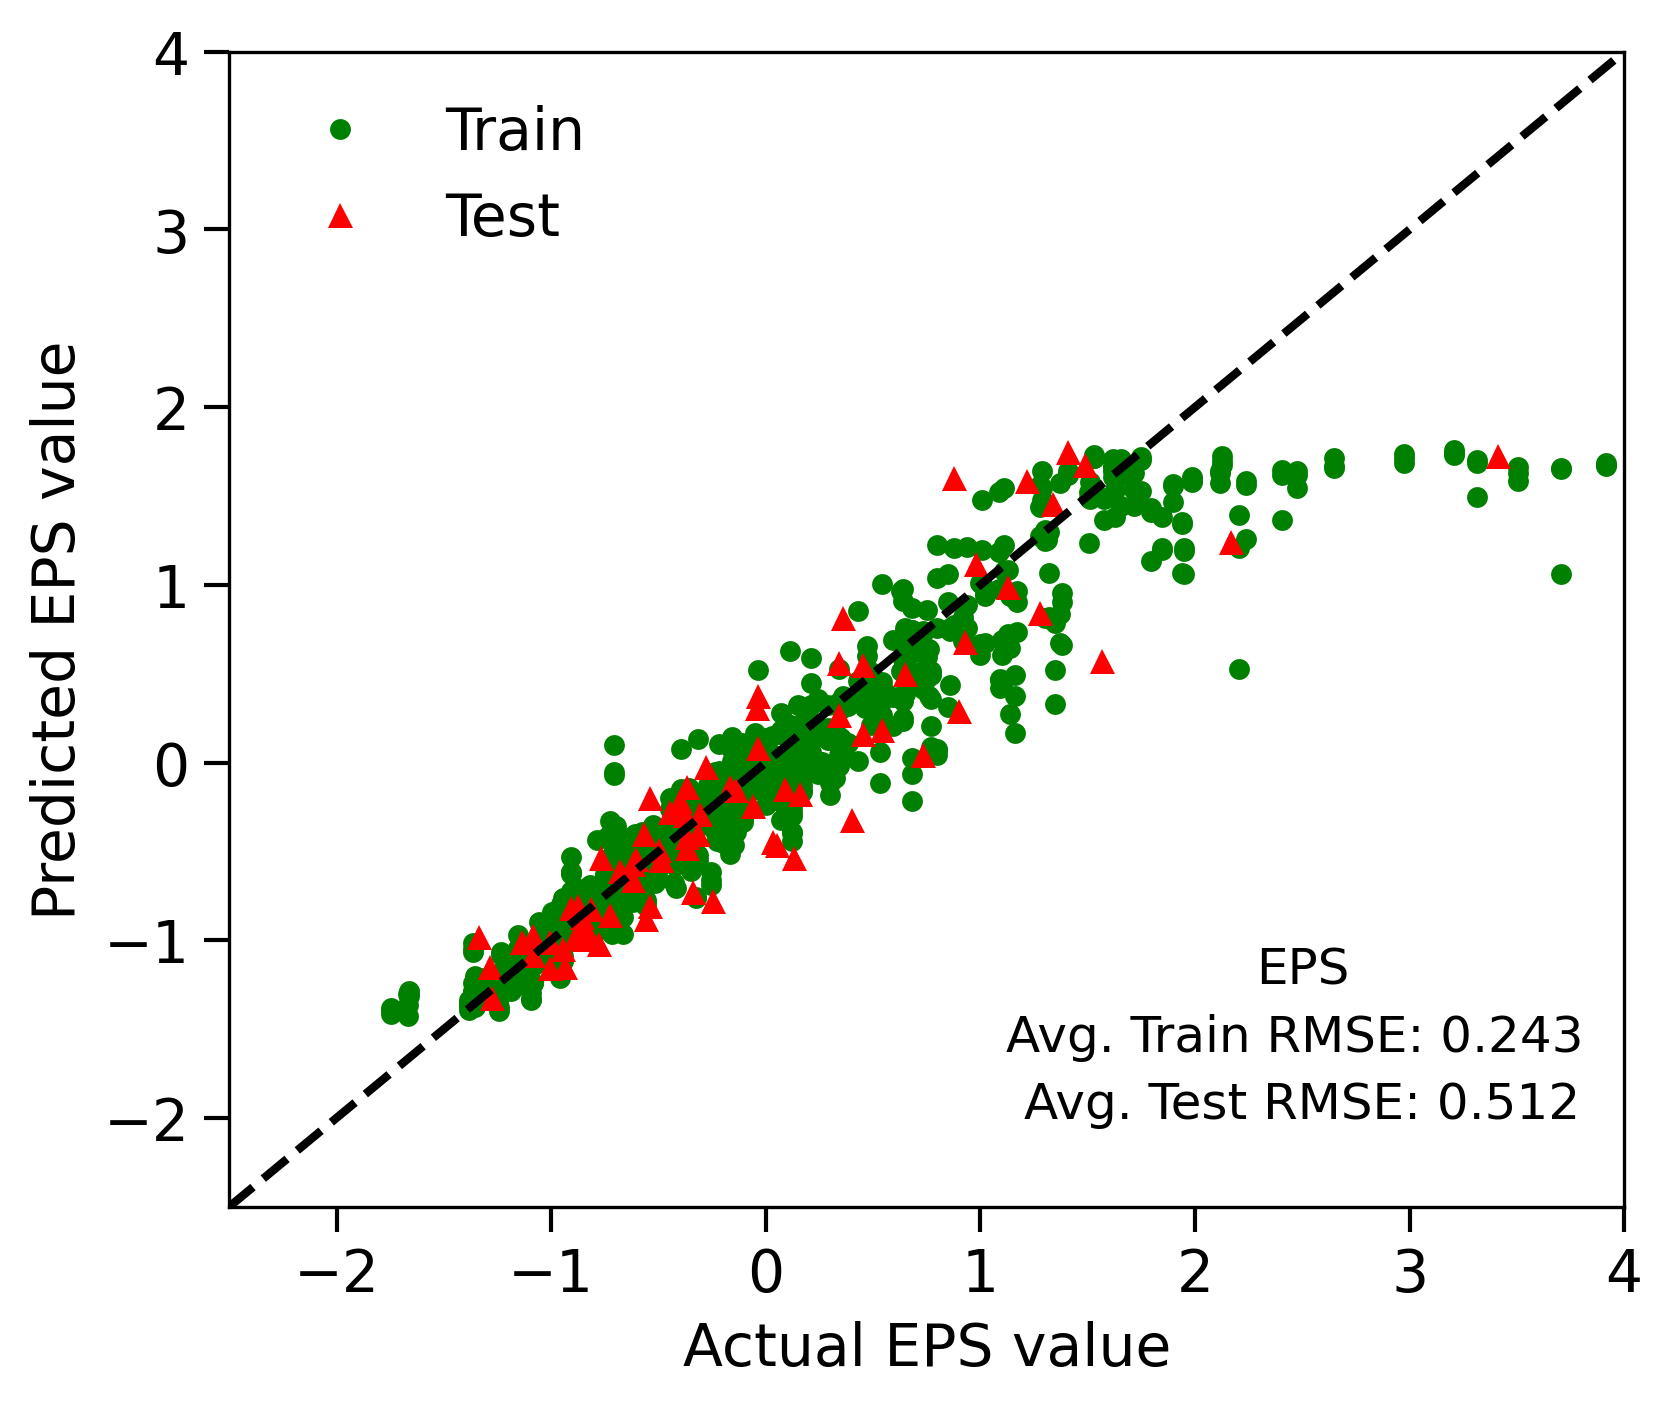 4
3
2
1
0
−1
−2
Predicted EPS value
Train
Test
EPS
Avg. Train RMSE: 0.243
Avg. Test RMSE: 0.512
−2 −1 0 1 2 3 4
Actual EPS value